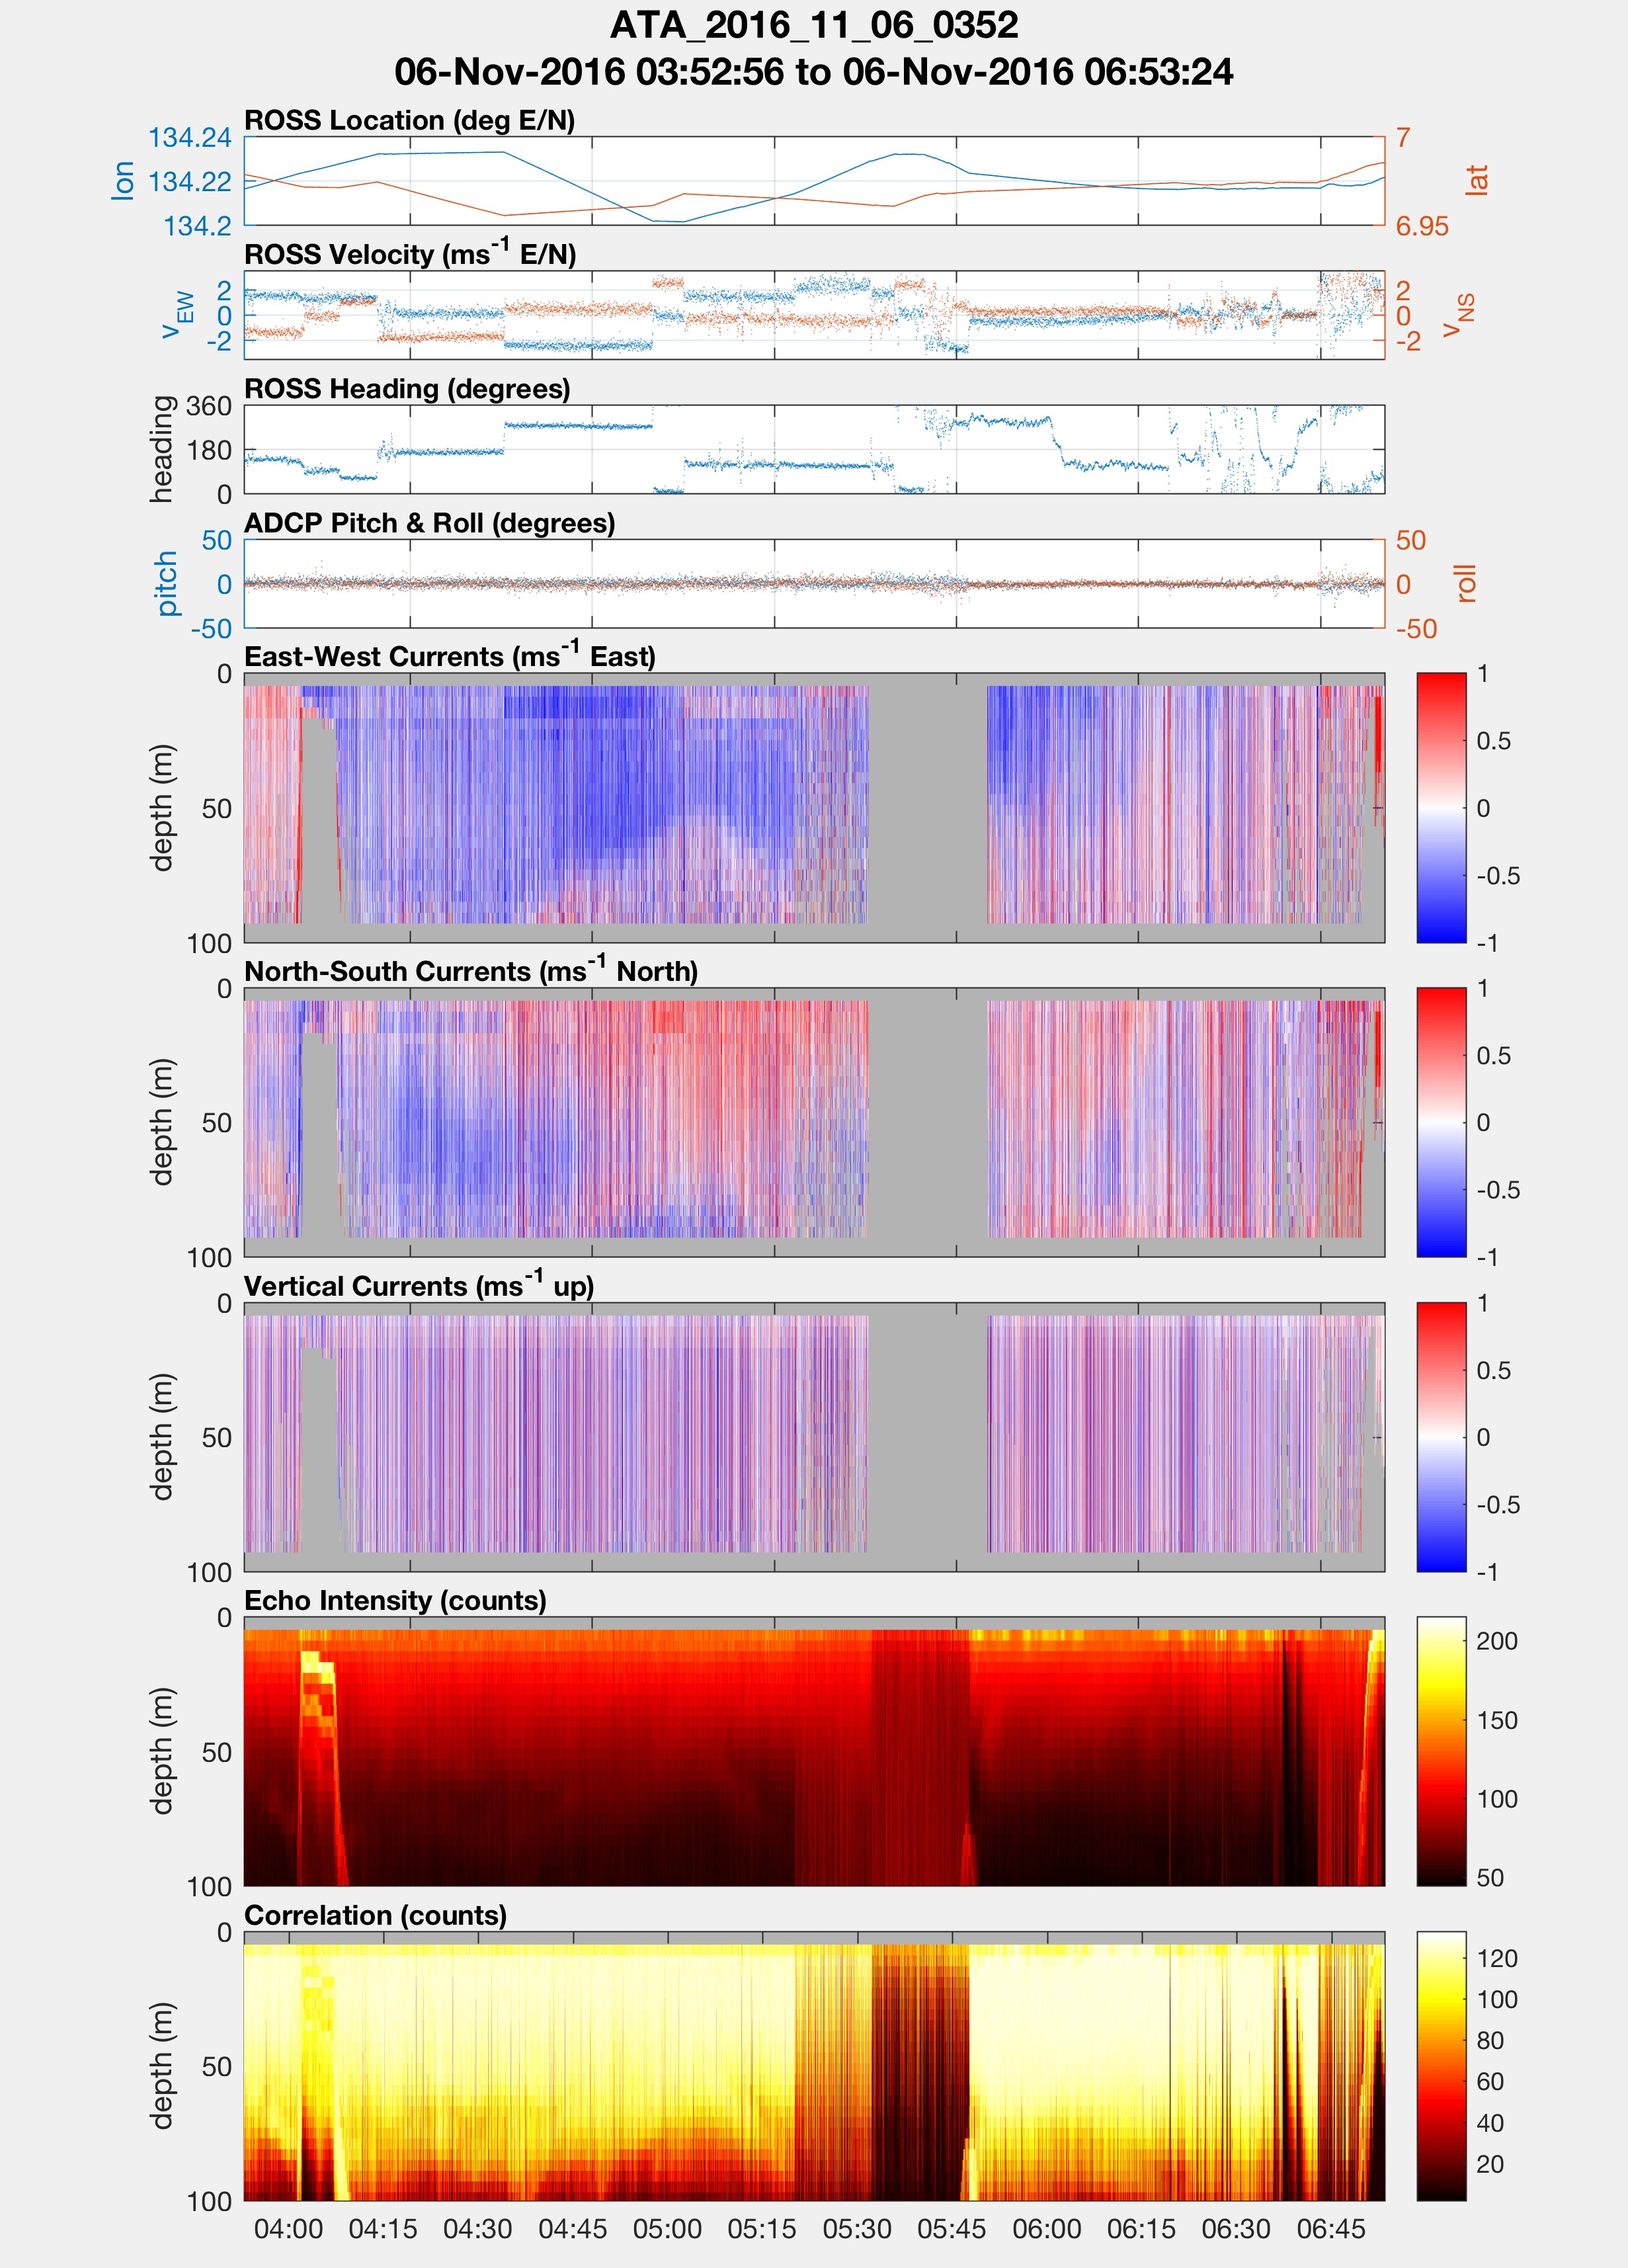 ATA_2016_11_06_0352
06-Nov-2016 03:52:56 to 06-Nov-2016 06:53:24
ROSS Location (deg E/N)
134.24
134.22
134.2
lon
7
6.95
lat
ROSS Velocity (ms-1 E/N)
2
0
-2
vEW
2
0
-2
vNS
ROSS Heading (degrees)
360
180
0
heading
ADCP Pitch & Roll (degrees)
50
0
-50
pitch
50
0
-50
roll
East-West Currents (ms-1 East)
0
50
100
depth (m)
1
0.5
0
-0.5
-1
North-South Currents (ms-1 North)
0
50
100
depth (m)
1
0.5
0
-0.5
-1
Vertical Currents (ms-1 up)
0
50
100
depth (m)
1
0.5
0
-0.5
-1
Echo Intensity (counts)
0
50
100
depth (m)
200
150
100
50
Correlation (counts)
0
50
100
depth (m)
120
100
80
60
40
20
04:00 04:15 04:30 04:45 05:00 05:15 05:30 05:45 06:00 06:15 06:30 06:45